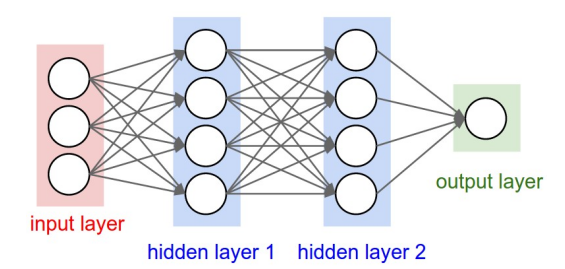 input layer
hidden layer 1
hidden layer 2
output layer